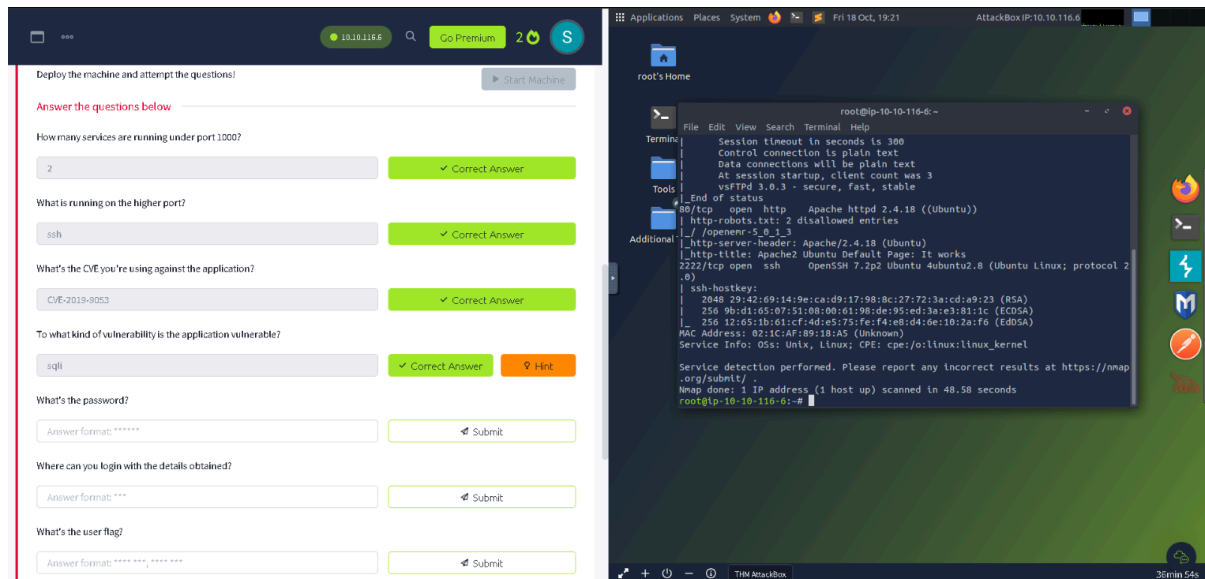 10.10.116.6
Go Premium
2
S
Deploy the machine and attempt the questions!
Start Machine
Answer the questions below
How many services are running under port 1000?
2
Correct Answer
What is running on the higher port?
ssh
Correct Answer
What's the CVE you're using against the application?
CVE-2019-9053
Correct Answer
To what kind of vulnerability is the application vulnerable?
sqli
Correct Answer
Hint
What's the password?
Answer format: ******
Submit
Where can you login with the details obtained?
Answer format: ***
Submit
What's the user flag?
Answer format: **** ***, **** ***
Submit
Applications Places System Fri 18 Oct, 19:21 AttackBox IP:10.10.116.6
root's Home
Termina
Tools
Additional
root@ip-10-10-116-6: ~
File Edit View Search Terminal Help
| Session timeout in seconds is 300
| Control connection is plain text
| Data connections will be plain text
| At session startup, client count was 3
| vsFTPd 3.0.3 - secure, fast, stable
|_End of status
80/tcp open http Apache httpd 2.4.18 ((Ubuntu))
| http-robots.txt: 2 disallowed entries
|_/ /openemr-5_0_1_3
|_http-server-header: Apache/2.4.18 (Ubuntu)
|_http-title: Apache2 Ubuntu Default Page: It works
2222/tcp open ssh OpenSSH 7.2p2 Ubuntu 4ubuntu2.8 (Ubuntu Linux; protocol 2
.0)
| ssh-hostkey:
| 2048 29:42:69:14:9e:ca:d9:17:98:8c:27:72:3a:cd:a9:23 (RSA)
| 256 9b:d1:65:07:51:08:00:61:98:de:95:ed:3a:e3:81:1c (ECDSA)
|_ 256 12:65:1b:61:cf:4d:e5:75:fe:f4:e8:d4:6e:10:2a:f6 (EdDSA)
MAC Address: 02:1C:AF:89:18:A5 (Unknown)
Service Info: OSs: Unix, Linux; CPE: cpe:/o:linux:linux_kernel
Service detection performed. Please report any incorrect results at https://nmap
.org/submit/ .
Nmap done: 1 IP address (1 host up) scanned in 48.58 seconds
root@ip-10-10-116-6:~#
THM AttackBox
36min 54s